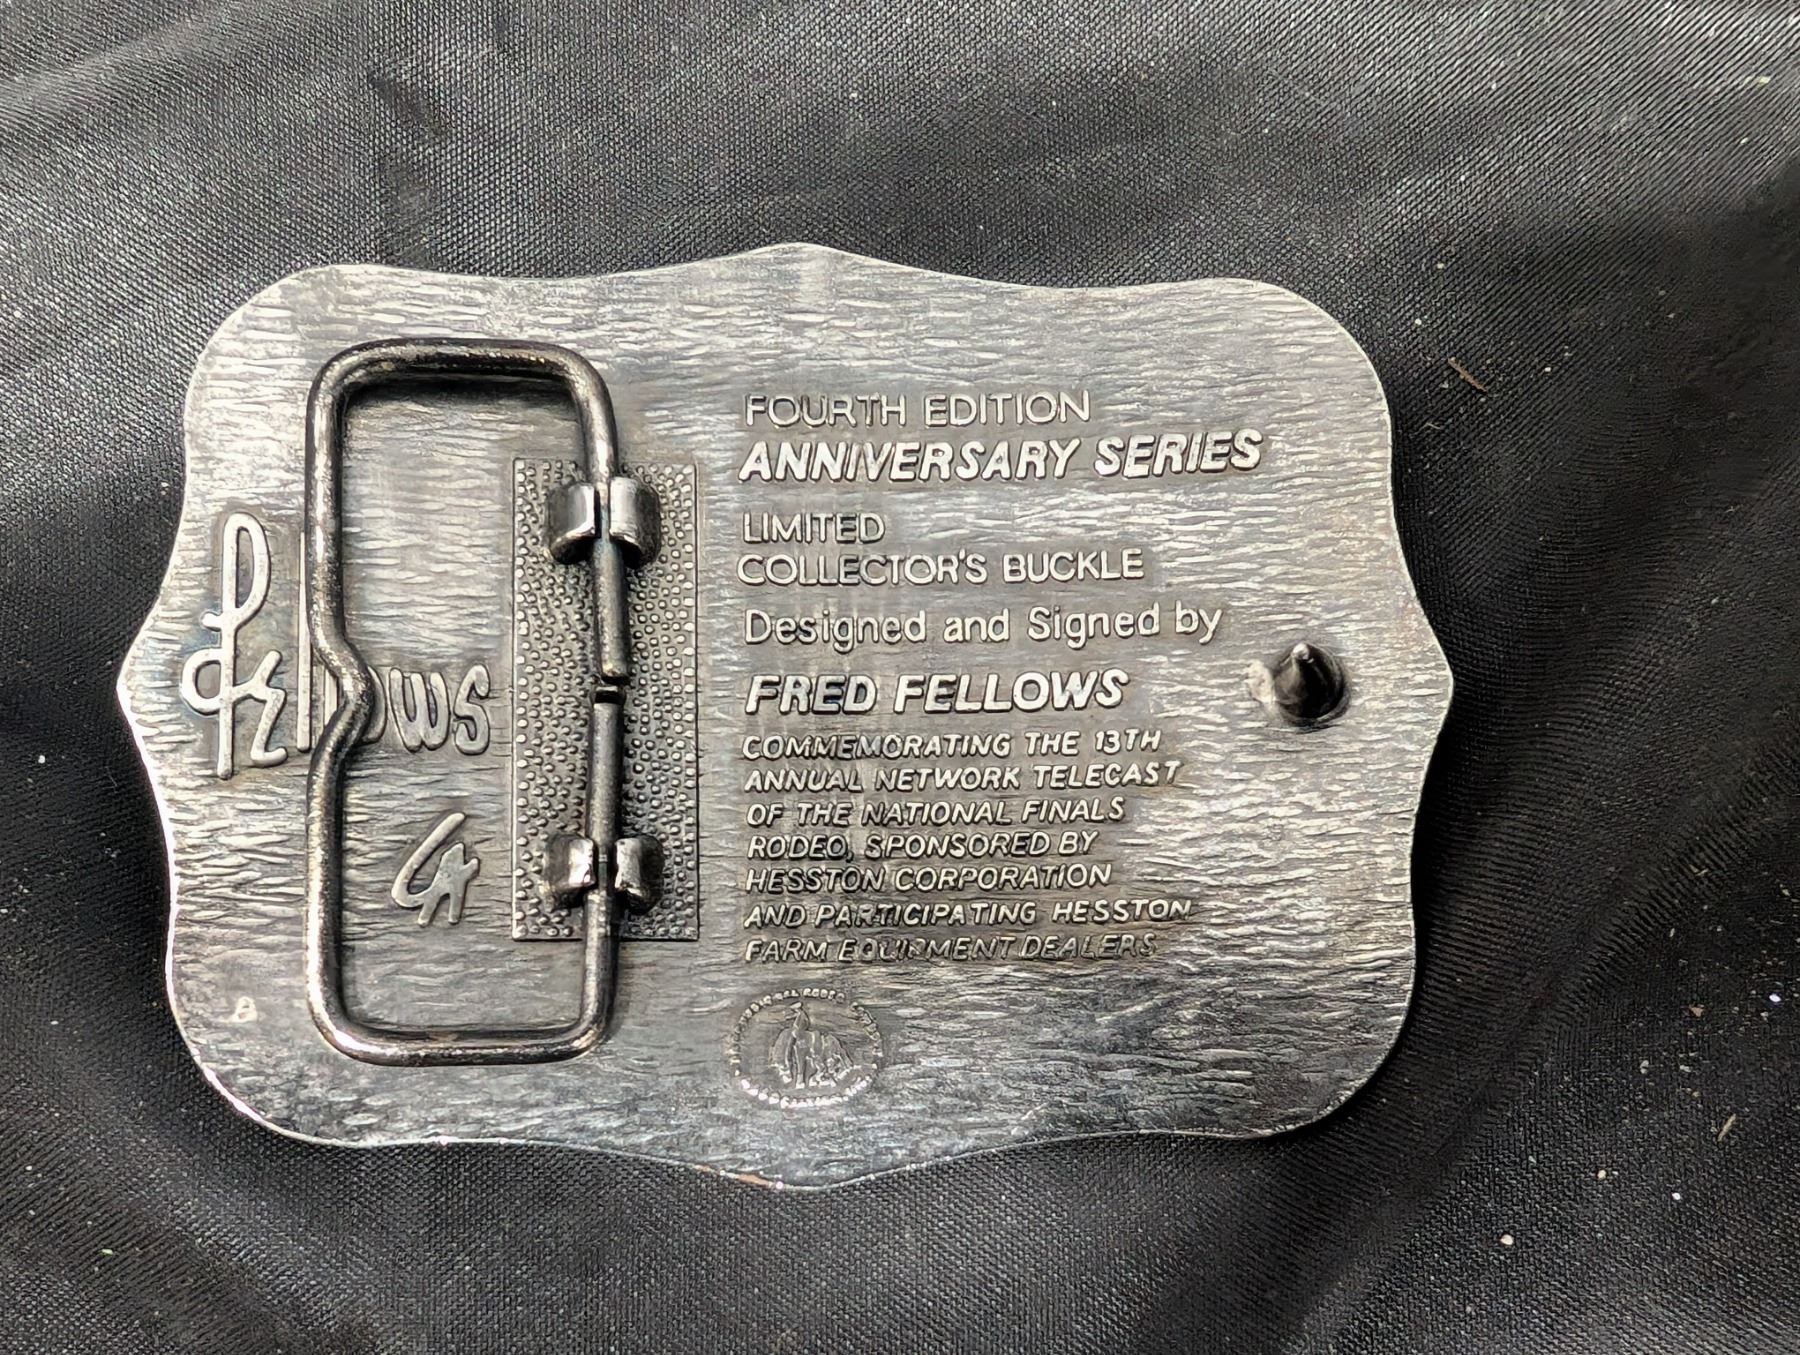 FOURTH EDITION
ANNIVERSARY SERIES
LIMITED
COLLECTOR'S BUCKLE
Designed and Signed by
FRED FELLOWS
COMMEMORATING THE 13TH
ANNUAL NETWORK TELECAST
OF THE NATIONAL FINALS
RODEO, SPONSORED BY
HESSTON CORPORATION
AND PARTICIPATING HESSTON
FARM EQUIPMENT DEALERS
Fellows
CA